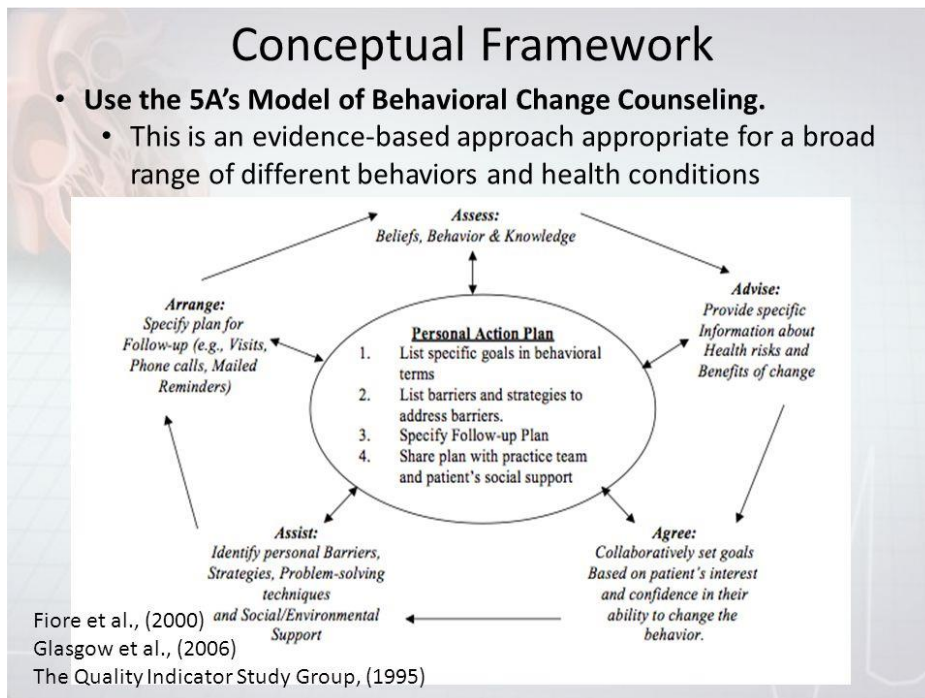 Conceptual Framework
• Use the 5A's Model of Behavioral Change Counseling.
• This is an evidence-based approach appropriate for a broad
range of different behaviors and health conditions
Assess:
Beliefs, Behavior & Knowledge
Advise:
Provide specific
Information about
Health risks and
Benefits of change
Agree:
Collaboratively set goals
Based on patient's interest
and confidence in their
ability to change the
behavior.
Assist:
Identify personal Barriers,
Strategies, Problem-solving
techniques
and Social/Environmental
Support
Arrange:
Specify plan for
Follow-up (e.g., Visits,
Phone calls, Mailed
Reminders)
Personal Action Plan
1. List specific goals in behavioral
terms
2. List barriers and strategies to
address barriers.
3. Specify Follow-up Plan
4. Share plan with practice team
and patient's social support
Fiore et al., (2000)
Glasgow et al., (2006)
The Quality Indicator Study Group, (1995)